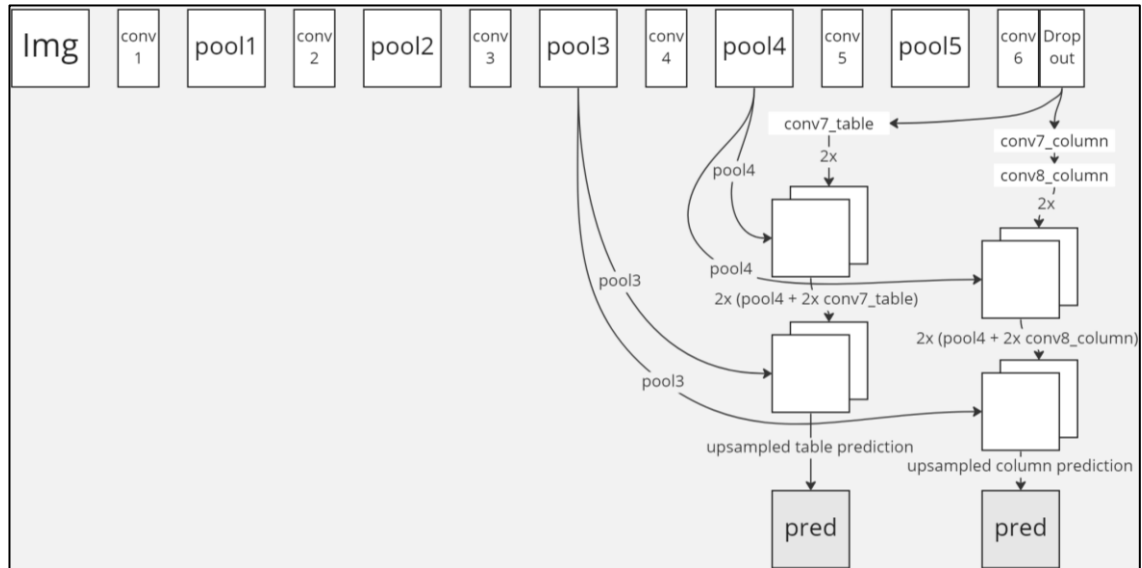 Img
conv
1
pool1
conv
2
pool2
conv
3
pool3
conv
4
pool4
conv
5
pool5
conv
6
Drop
out
conv7_table
conv7_column
2x
pool4
conv8_column
2x
pool4
pool3
2x (pool4 + 2x conv7_table)
2x (pool4 + 2x conv8_column)
pool3
upsampled table prediction
upsampled column prediction
pred
pred